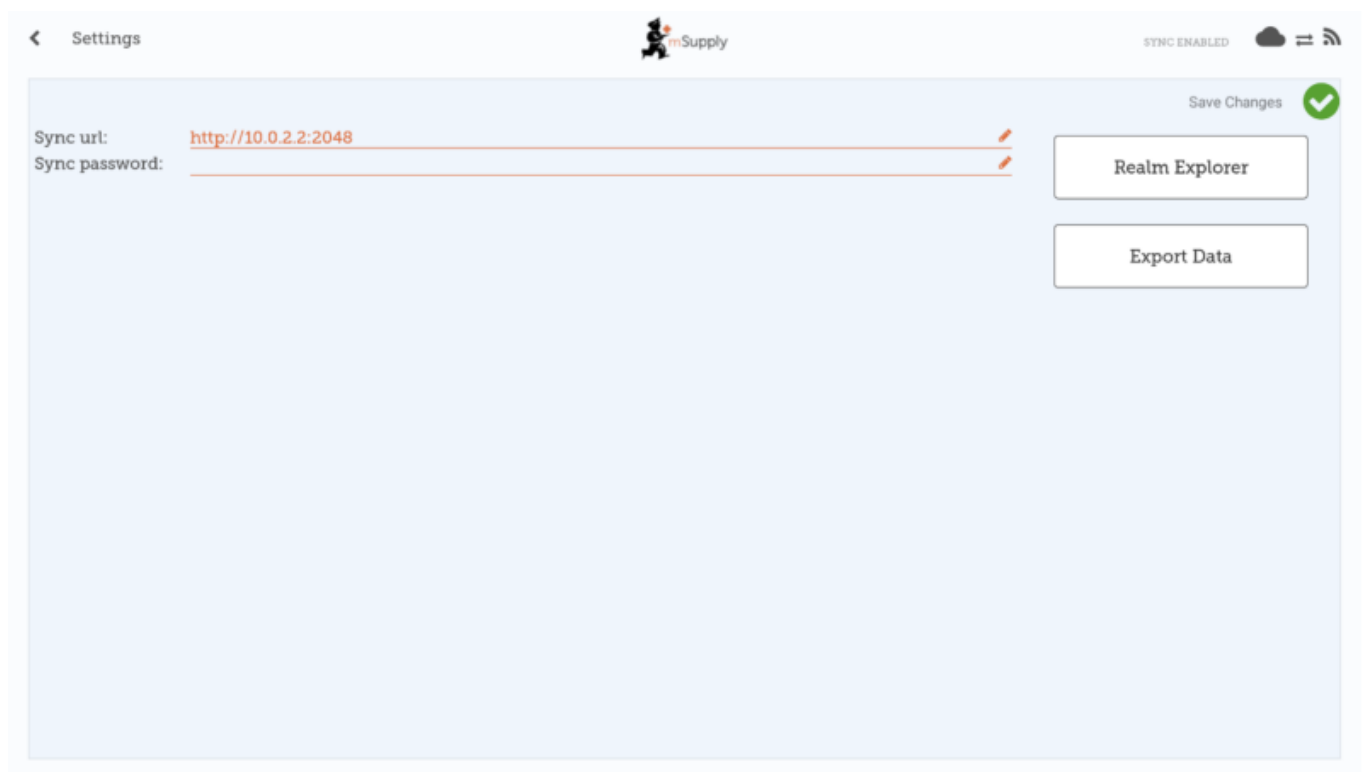 Settings
mSupply
SYNC ENABLED
Save Changes
Sync url: http://10.0.2.2:2048
Sync password:
Realm Explorer
Export Data